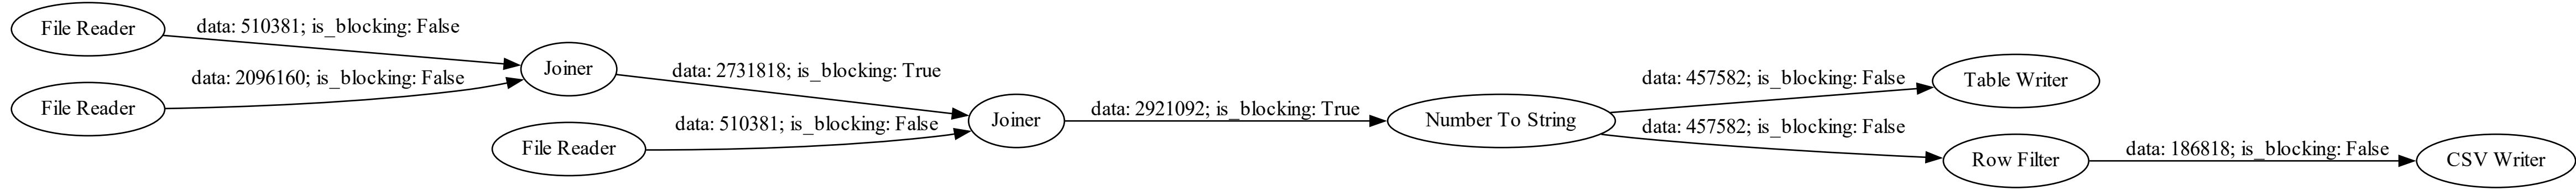 File Reader
data: 510381; is_blocking: False
File Reader
data: 2096160; is_blocking: False
Joiner
data: 2731818; is_blocking: True
File Reader
data: 510381; is_blocking: False
Joiner
data: 2921092; is_blocking: True
Number To String
data: 457582; is_blocking: False
Table Writer
data: 457582; is_blocking: False
Row Filter
data: 186818; is_blocking: False
CSV Writer